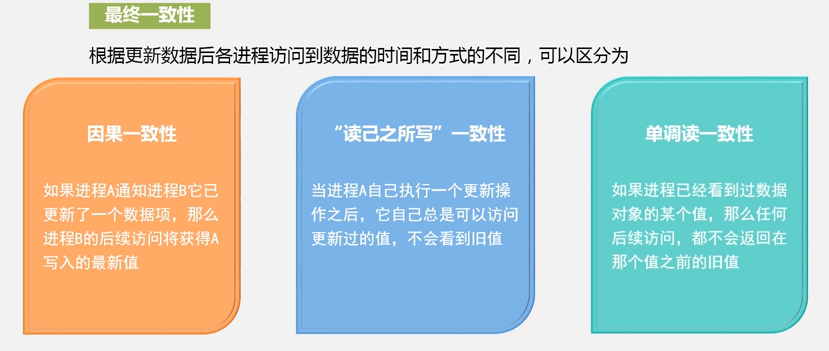 最终一致性
根据更新数据后各进程访问到数据的时间和方式的不同，可以区分为
因果一致性
如果进程A通知进程B它已
更新了一个数据项，那么
进程B的后续访问将获得A
写入的最新值
“读己之所写”一致性
当进程A自己执行一个更新操
作之后，它自己总是可以访问
更新过的值，不会看到旧值
单调读一致性
如果进程已经看到过数据
对象的某个值，那么任何
后续访问，都不会返回在
那个值之前的旧值